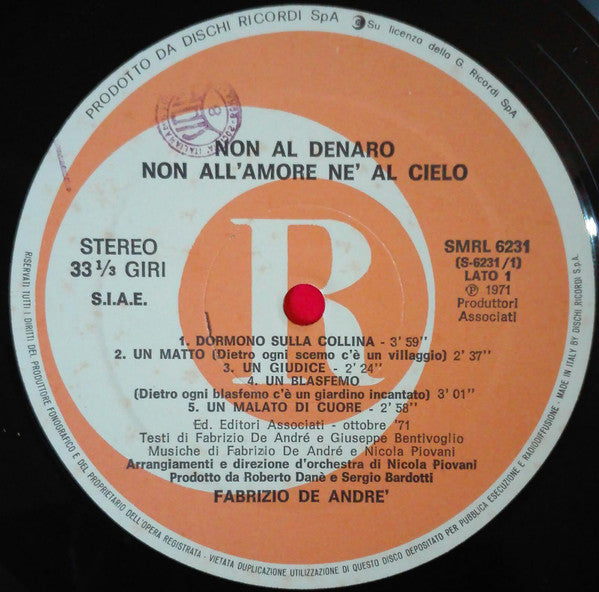 PRODOTTO DA DISCHI RICORDI SpA
Su licenza dello G. Ricordi SpA
NON AL DENARO
NON ALL'AMORE NE' AL CIELO
R
STEREO
33 1/3 GIRI
S.I.A.E.
SMRL 6231
(S-6231/1)
LATO 1
Ⓟ 1971
Produttori
Associati
1. DORMONO SULLA COLLINA - 3'59''
2. UN MATTO (Dietro ogni scemo c'è un villaggio) 2'37''
3. UN GIUDICE - 2'24''
4. UN BLASFEMO
(Dietro ogni blasfemo c'è un giardino incantato) 3'01''
5. UN MALATO DI CUORE - 2'58''
Ed. Editori Associati - ottobre '71
Testi di Fabrizio De André e Giuseppe Bentivoglio
Musiche di Fabrizio De André e Nicola Piovani
Arrangiamenti e direzione d'orchestra di Nicola Piovani
Prodotto da Roberto Danè e Sergio Bardotti
FABRIZIO DE ANDRE'
RISERVATI TUTTI I DIRITTI DEL PRODUTTORE FONOGRAFICO E DEL PROPRIETARIO DELL'OPERA REGISTRATA - VIETATA DUPLICAZIONE UTILIZZAZIONE DI QUESTO DISCO DEPOSITATO PER PUBBLICA ESECUZIONE E RADIODIFFUSIONE - MADE IN ITALY BY DISCHI RICORDI S.p.A.